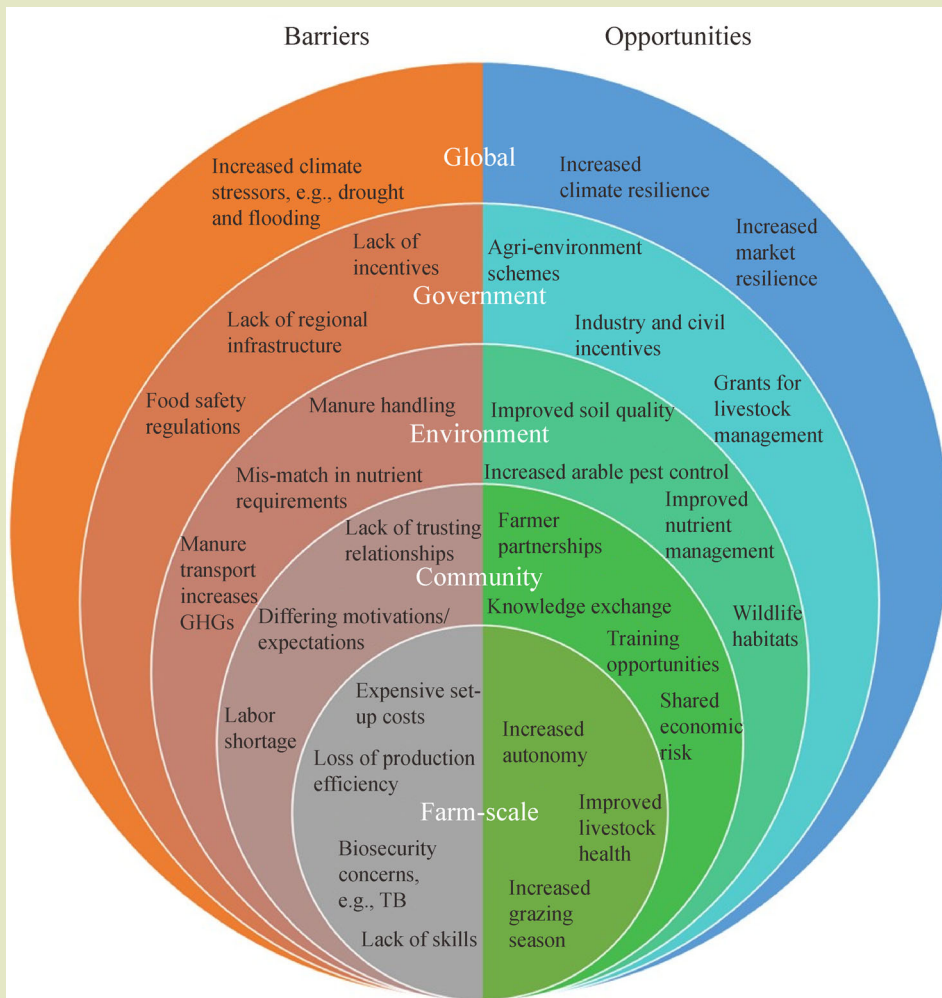 Barriers
Opportunities
Global
Increased climate
stressors, e.g., drought
and flooding
Increased
climate resilience
Increased
market
resilience
Government
Lack of
incentives
Lack of regional
infrastructure
Food safety
regulations
Agri-environment
schemes
Industry and civil
incentives
Grants for
livestock
management
Environment
Manure handling
Mis-match in nutrient
requirements
Manure
transport
increases
GHGs
Improved soil quality
Increased arable pest control
Improved
nutrient
management
Wildlife
habitats
Community
Lack of trusting
relationships
Differing motivations/
expectations
Labor
shortage
Farmer
partnerships
Knowledge exchange
Training
opportunities
Shared
economic
risk
Farm-scale
Expensive set-
up costs
Loss of production
efficiency
Biosecurity
concerns,
e.g., TB
Lack of skills
Increased
autonomy
Improved
livestock
health
Increased
grazing
season